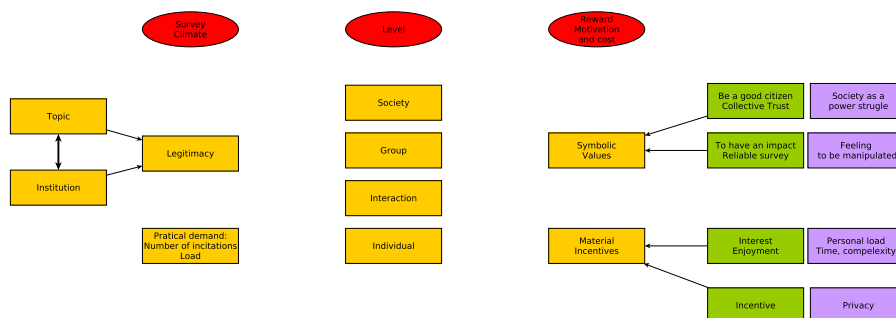 Survey
Climate
Level
Reward
Motivation
and cost
Topic
Institution
Legitimacy
Pratical demand:
Number of incitations
Load
Society
Group
Interaction
Individual
Symbolic
Values
Material
Incentives
Be a good citizen
Collective Trust
Society as a
power strugle
To have an impact
Reliable survey
Feeling
to be manipulated
Interest
Enjoyment
Personal load
Time, compelexity
Incentive
Privacy